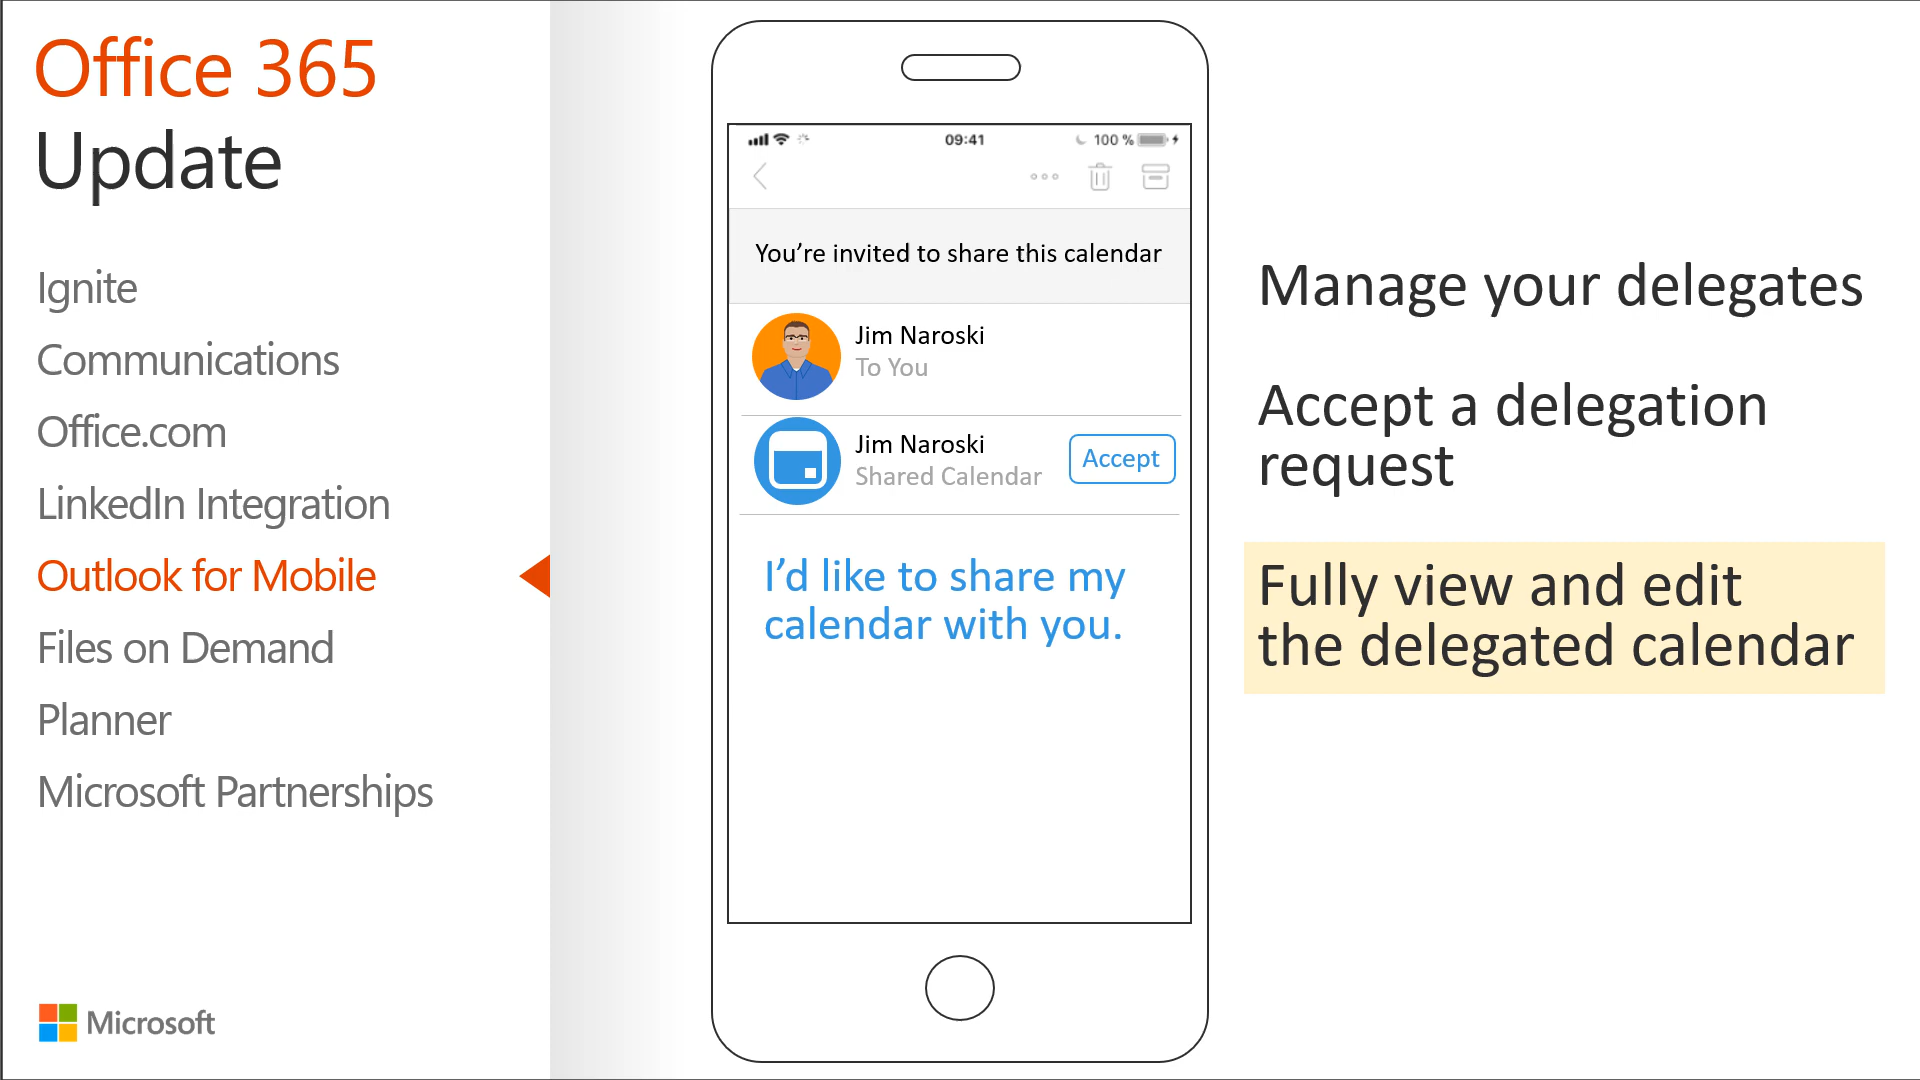 Office 365
Update
Ignite
Communications
Office.com
LinkedIn Integration
Outlook for Mobile
Files on Demand
Planner
Microsoft Partnerships
Microsoft
09:41
100 %
You’re invited to share this calendar
Jim Naroski
To You
Jim Naroski
Shared Calendar
Accept
I’d like to share my
calendar with you.
Manage your delegates
Accept a delegation
request
Fully view and edit
the delegated calendar